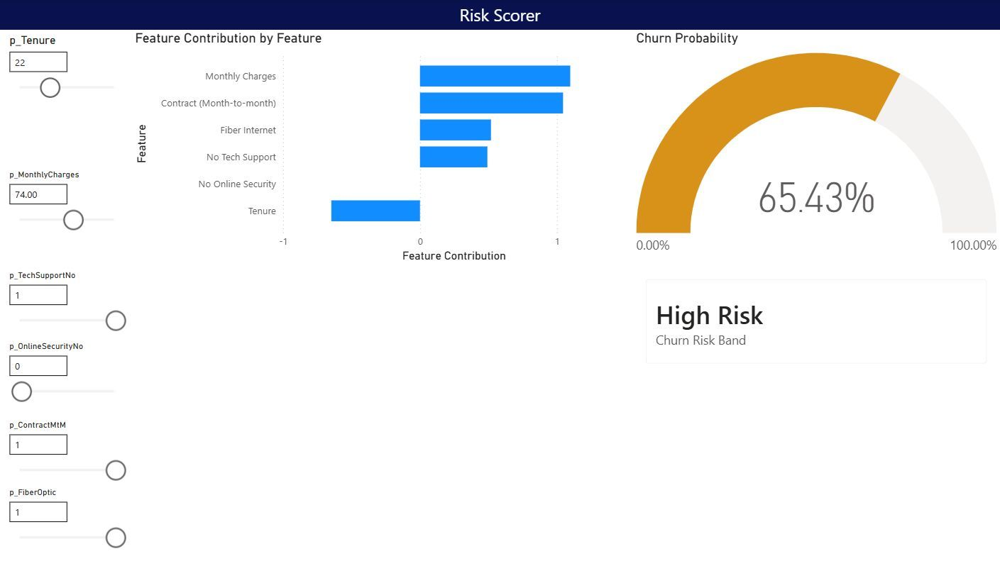 Risk Scorer
p_Tenure
22
p_MonthlyCharges
74.00
p_TechSupportNo
1
p_OnlineSecurityNo
0
p_ContractMtM
1
p_FiberOptic
1
Feature Contribution by Feature
Feature
Monthly Charges
Contract (Month-to-month)
Fiber Internet
No Tech Support
No Online Security
Tenure
-1 0 1
Feature Contribution
Churn Probability
65.43%
0.00% 100.00%
High Risk
Churn Risk Band